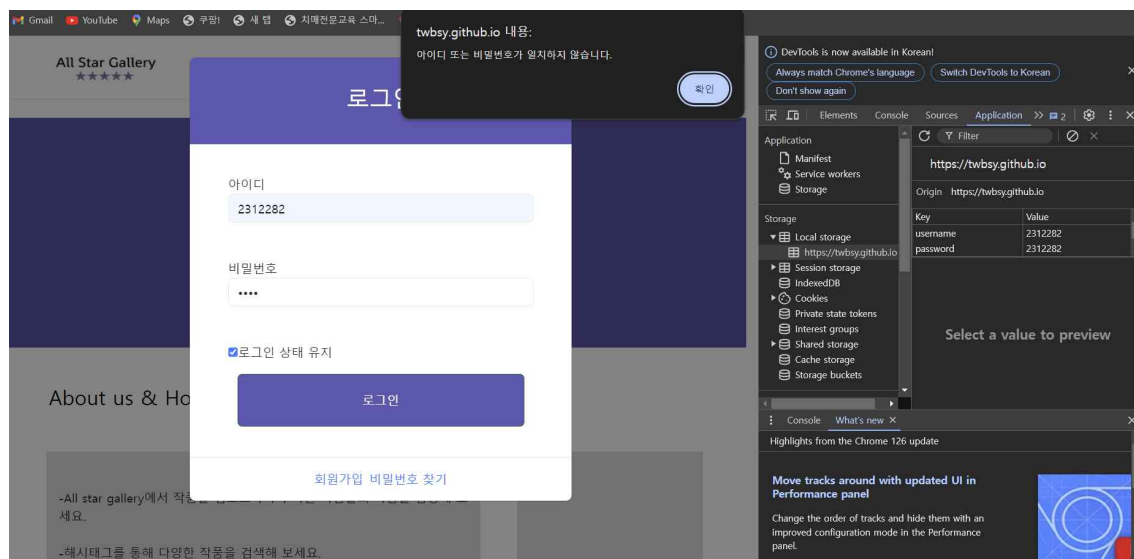 Gmail YouTube Maps 쿠팡! 새 탭 치매전문교육 스마...
twbsy.github.io 내용:
아이디 또는 비밀번호가 일치하지 않습니다.
확인
All Star Gallery
★★★★★
아이디
2312282
비밀번호
••••
로그인 상태 유지
로그인
회원가입 비밀번호 찾기
About us & Ho
-All star gallery에서
세요.
-해시태그를 통해 다양한 작품을 검색해 보세요.
DevTools is now available in Korean!
Always match Chrome's language Switch DevTools to Korean
Don't show again
Elements Console Sources Application 2
Application
Manifest
Service workers
Storage
Storage
Local storage
https://twbsy.github.io
Session storage
IndexedDB
Cookies
Private state tokens
Interest groups
Shared storage
Cache storage
Storage buckets
Filter
https://twbsy.github.io
Origin https://twbsy.github.io
Key Value
username 2312282
password 2312282
Select a value to preview
Console What's new
Highlights from the Chrome 126 update
Move tracks around with updated UI in
Performance panel
Change the order of tracks and hide them with an
improved configuration mode in the Performance
panel.